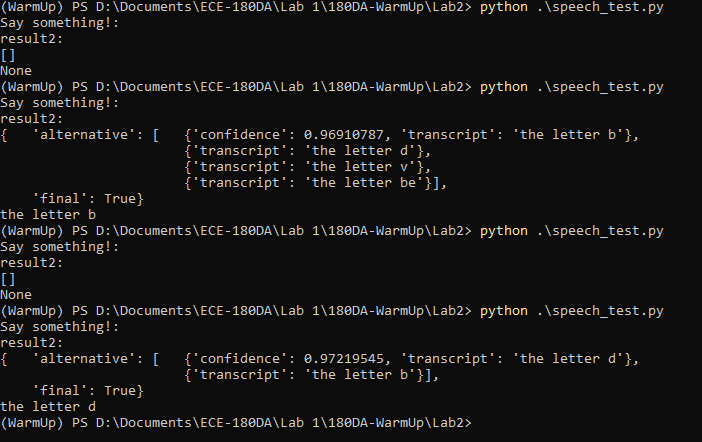 (WarmUp) PS D:\Documents\ECE-180DA\Lab 1\180DA-WarmUp\Lab2> python .\speech_test.py
Say something!:
result2:
[]
None
(WarmUp) PS D:\Documents\ECE-180DA\Lab 1\180DA-WarmUp\Lab2> python .\speech_test.py
Say something!:
result2:
{   'alternative': [   {'confidence': 0.96910787, 'transcript': 'the letter b'},
                       {'transcript': 'the letter d'},
                       {'transcript': 'the letter v'},
                       {'transcript': 'the letter be'}],
    'final': True}
the letter b
(WarmUp) PS D:\Documents\ECE-180DA\Lab 1\180DA-WarmUp\Lab2> python .\speech_test.py
Say something!:
result2:
[]
None
(WarmUp) PS D:\Documents\ECE-180DA\Lab 1\180DA-WarmUp\Lab2> python .\speech_test.py
Say something!:
result2:
{   'alternative': [   {'confidence': 0.97219545, 'transcript': 'the letter d'},
                       {'transcript': 'the letter b'}],
    'final': True}
the letter d
(WarmUp) PS D:\Documents\ECE-180DA\Lab 1\180DA-WarmUp\Lab2>